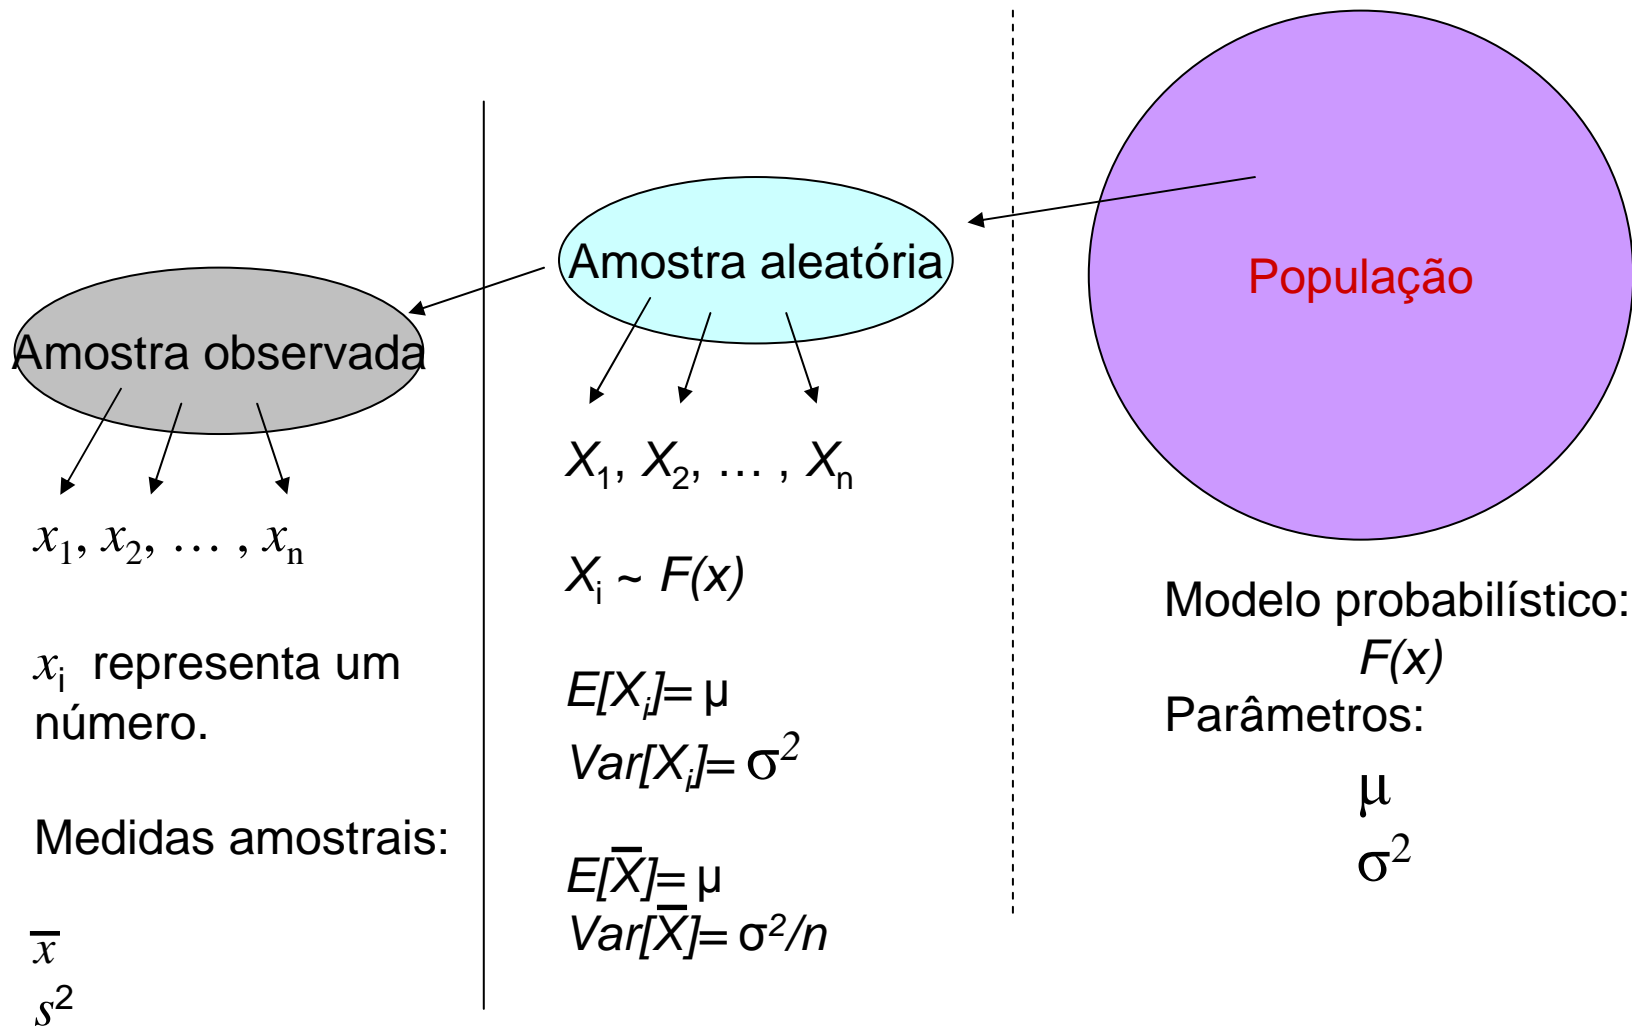 Amostra observada
x₁, x₂, … , xₙ
xᵢ representa um
número.
Medidas amostrais:
x̅
s²
Amostra aleatória
X₁, X₂, … , Xₙ
Xᵢ ~ F(x)
E[Xᵢ]= μ
Var[Xᵢ]= σ²
E[X̅]= μ
Var[X̅]= σ²/n
População
Modelo probabilístico:
F(x)
Parâmetros:
μ
σ²